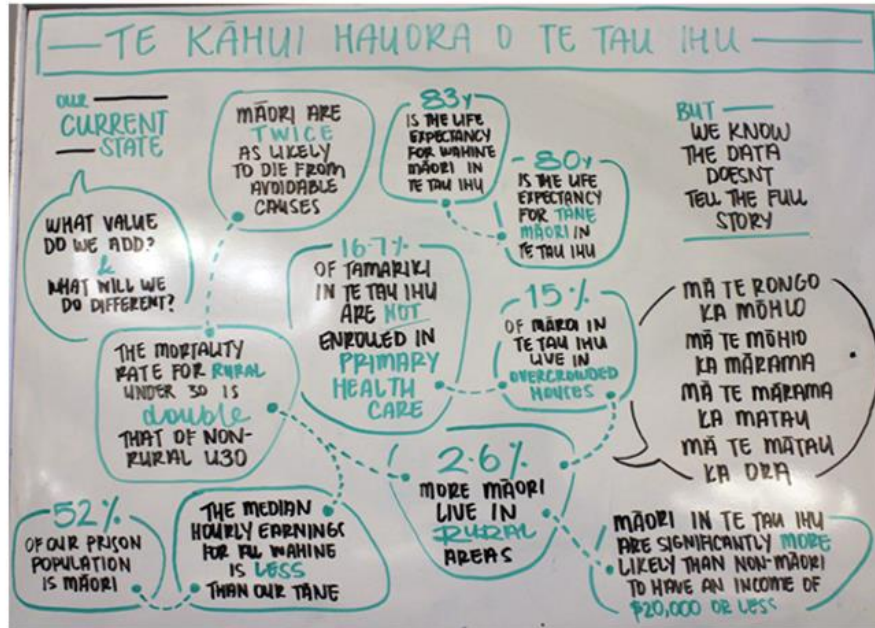 TE KĀHUI HAUORA O TE TAU IHU
OUR
CURRENT
STATE
WHAT VALUE
DO WE ADD?
&
WHAT WILL WE
DO DIFFERENT?
MĀORI ARE
TWICE
AS LIKELY
TO DIE FROM
AVOIDABLE
CAUSES
83Y
IS THE LIFE
EXPECTANCY
FOR WAHINE
MĀORI IN
TE TAU IHU
80Y
IS THE LIFE
EXPECTANCY
FOR TĀNE
MĀORI IN
TE TAU IHU
BUT
WE KNOW
THE DATA
DOESNT
TELL THE FULL
STORY
THE MORTALITY
RATE FOR RURAL
UNDER 30 IS
double
THAT OF NON-
RURAL U30
16.7%
OF TAMARIKI
IN TE TAU IHU
ARE NOT
ENROLLED IN
PRIMARY
HEALTH
CARE
15%
OF MĀORI IN
TE TAU IHU
LIVE IN
OVERCROWDED
HOUSES
MĀ TE RONGO
KA MŌHIO
MĀ TE MŌHIO
KA MĀRAMA
MĀ TE MĀRAMA
KA MATAU
MĀ TE MĀTAU
KA ORA
52%
OF OUR PRISON
POPULATION
IS MĀORI
THE MEDIAN
HOURLY EARNINGS
FOR ALL WAHINE
IS LESS
THAN OUR TĀNE
2.6%
MORE MĀORI
LIVE IN
RURAL
AREAS
MĀORI IN TE TAU IHU
ARE SIGNIFICANTLY MORE
LIKELY THAN NON-MĀORI
TO HAVE AN INCOME OF
$20,000 OR LESS